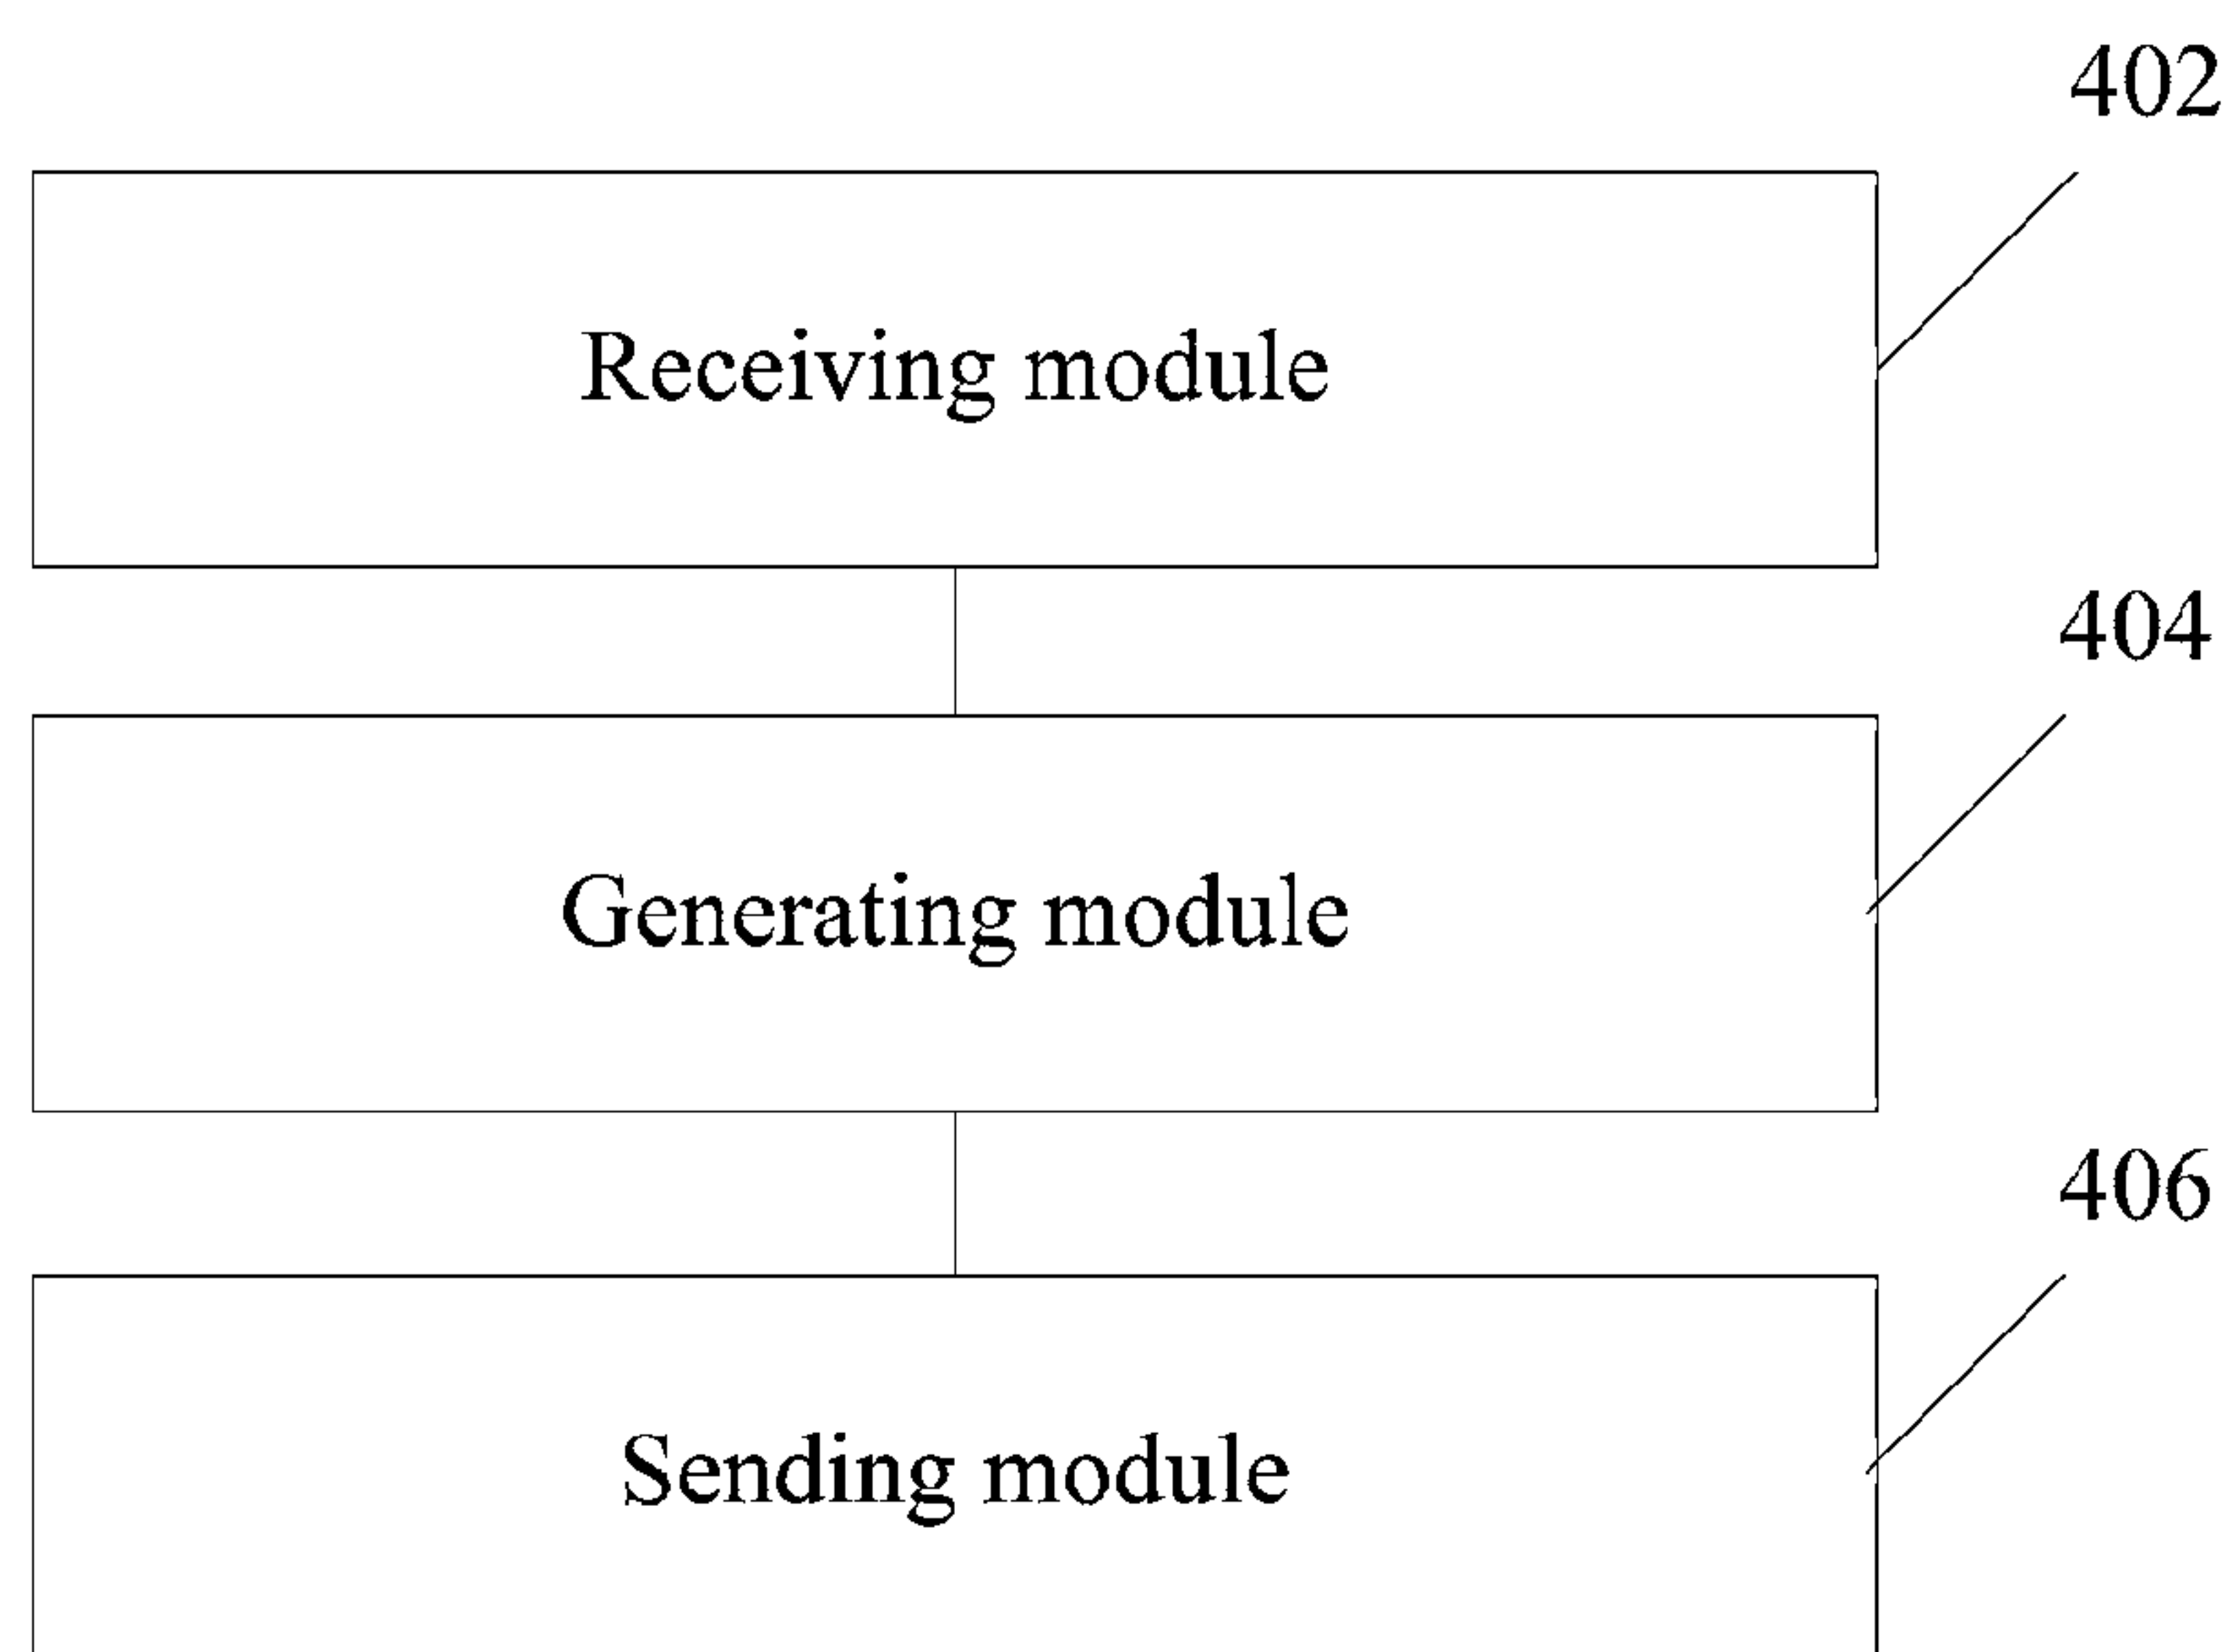 402
Receiving module
404
Generating module
406
Sending module